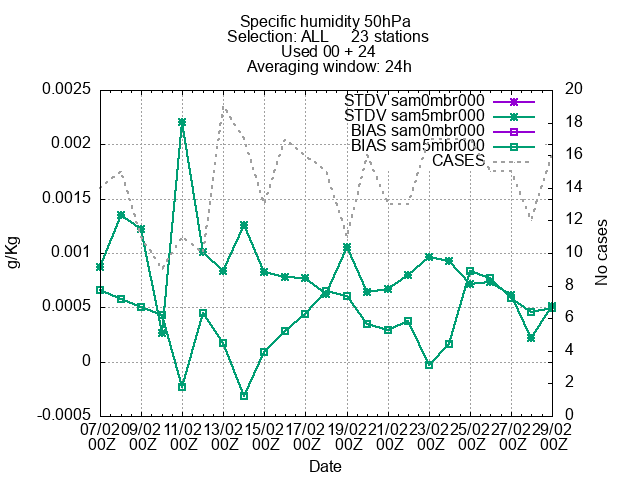 Specific humidity 50hPa
Selection: ALL 23 stations
Used 00 + 24
Averaging window: 24h
STDV sam0mbr000
STDV sam5mbr000
BIAS sam0mbr000
BIAS sam5mbr000
CASES
0.0025
0.002
0.0015
0.001
0.0005
0
-0.0005
g/Kg
20
18
16
14
12
10
8
6
4
2
0
No cases
07/02 09/02 11/02 13/02 15/02 17/02 19/02 21/02 23/02 25/02 27/02 29/02
00Z 00Z 00Z 00Z 00Z 00Z 00Z 00Z 00Z 00Z 00Z 00Z
Date